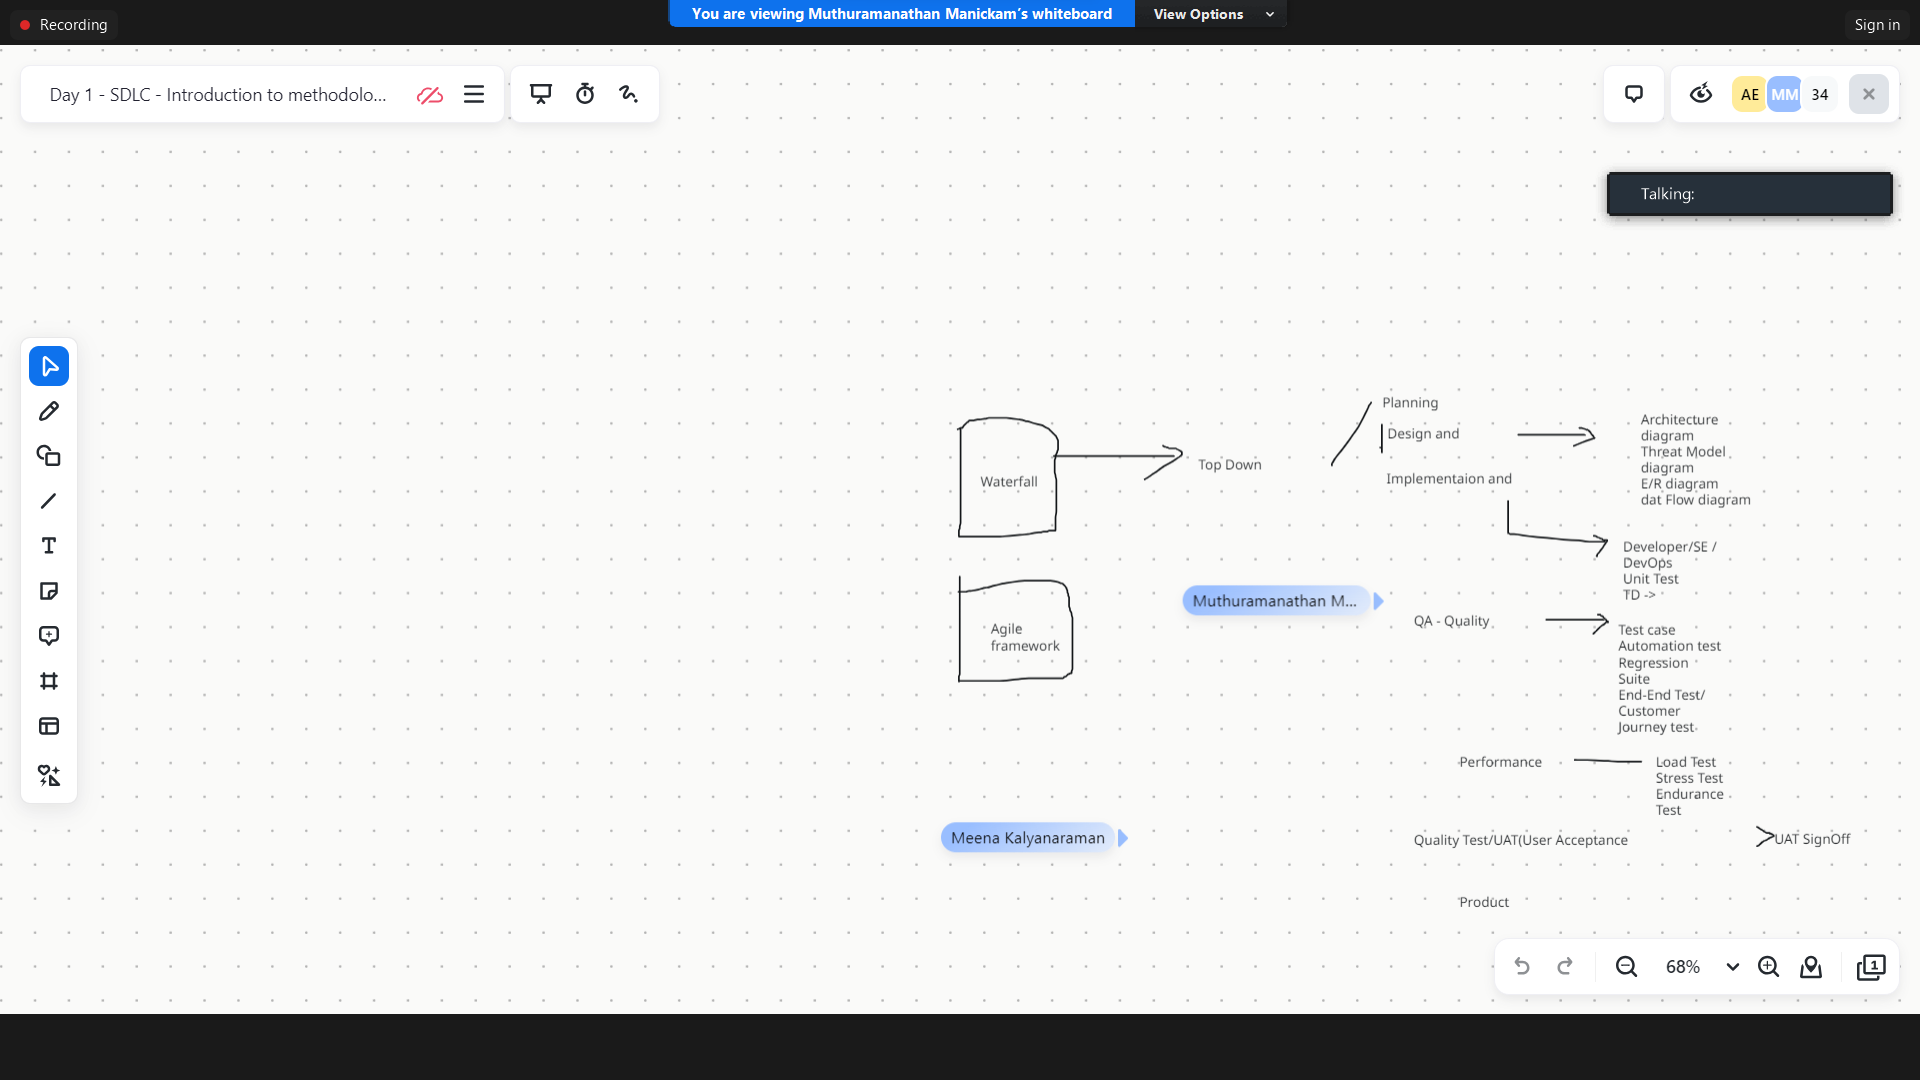 Recording
You are viewing Muthuramanathan Manickam's whiteboard
View Options
Sign in
Day 1 - SDLC - Introduction to methodolo...
AE
MM
34
Talking:
Waterfall
Top Down
Planning
Design and
Implementaion and
Architecture
diagram
Threat Model
diagram
E/R diagram
dat Flow diagram
Developer/SE /
DevOps
Unit Test
TD ->
Agile
framework
Muthuramanathan M...
QA - Quality
Test case
Automation test
Regression
Suite
End-End Test/
Customer
Journey test
Performance
Load Test
Stress Test
Endurance
Test
Meena Kalyanaraman
Quality Test/UAT(User Acceptance
UAT SignOff
Product
68%
1